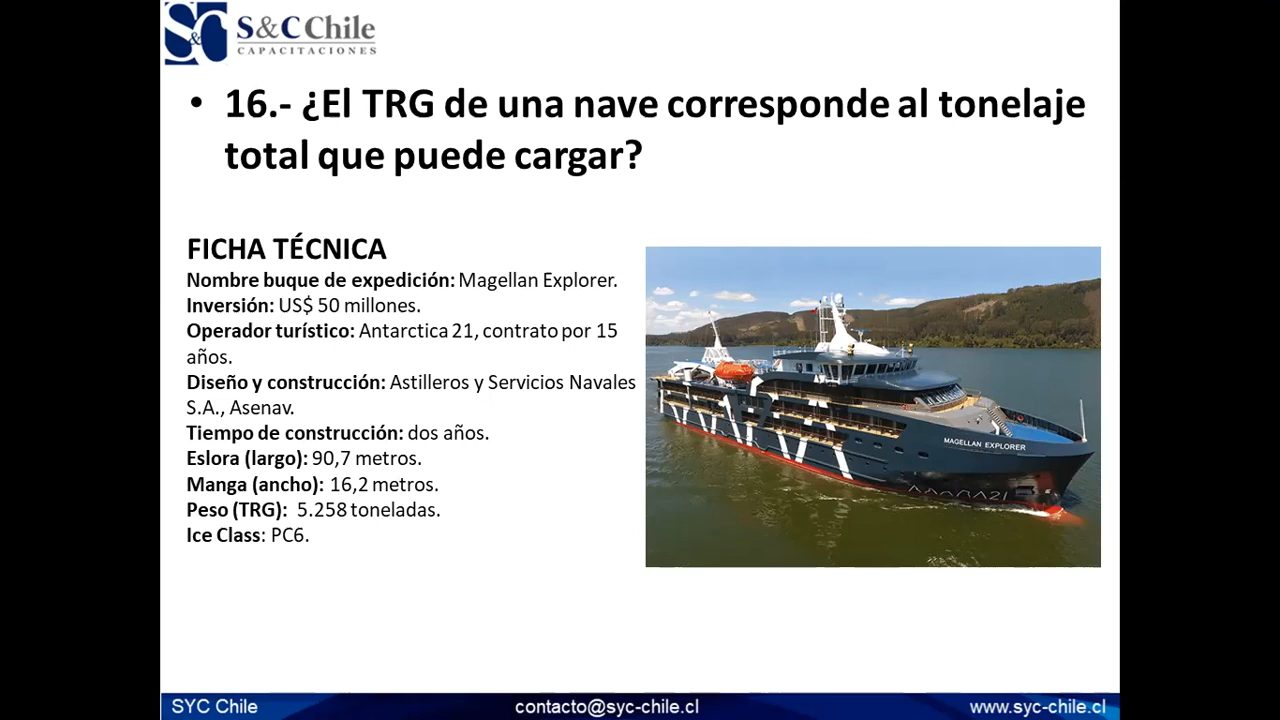 S&C Chile
CAPACITACIONES
• 16.- ¿El TRG de una nave corresponde al tonelaje
total que puede cargar?
FICHA TÉCNICA
Nombre buque de expedición: Magellan Explorer.
Inversión: US$ 50 millones.
Operador turístico: Antarctica 21, contrato por 15
años.
Diseño y construcción: Astilleros y Servicios Navales
S.A., Asenav.
Tiempo de construcción: dos años.
Eslora (largo): 90,7 metros.
Manga (ancho): 16,2 metros.
Peso (TRG): 5.258 toneladas.
Ice Class: PC6.
MAGELLAN EXPLORER
SYC Chile
contacto@syc-chile.cl
www.syc-chile.cl